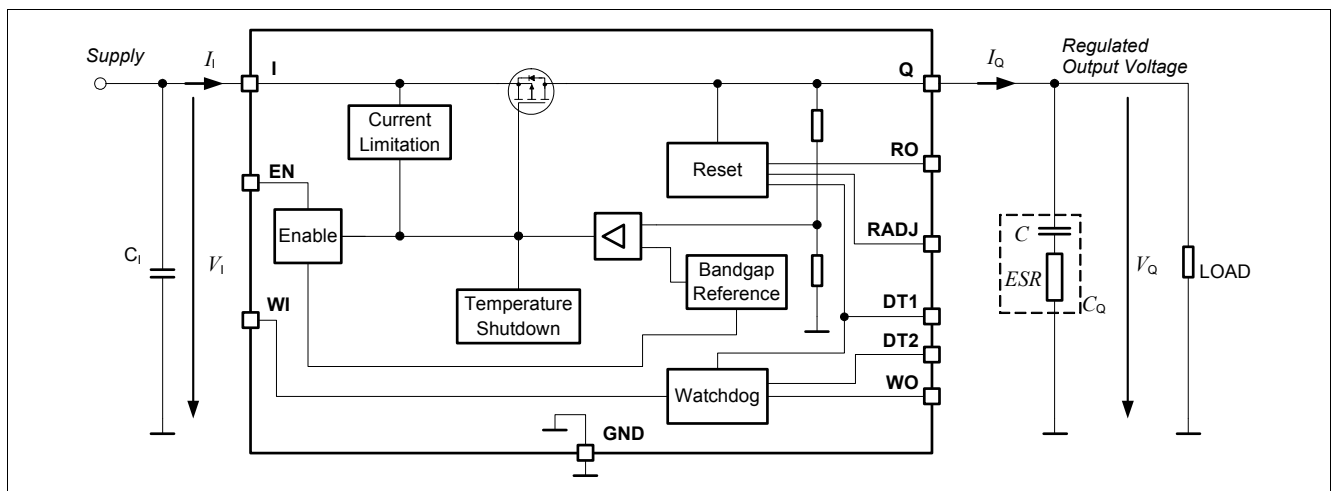 Supply
I_I
I
Q
I_Q
Regulated
Output Voltage
Current
Limitation
Reset
RO
EN
Enable
RADJ
C_I
V_I
Bandgap
Reference
C
ESR
C_Q
V_Q
LOAD
WI
Temperature
Shutdown
DT1
DT2
Watchdog
WO
GND